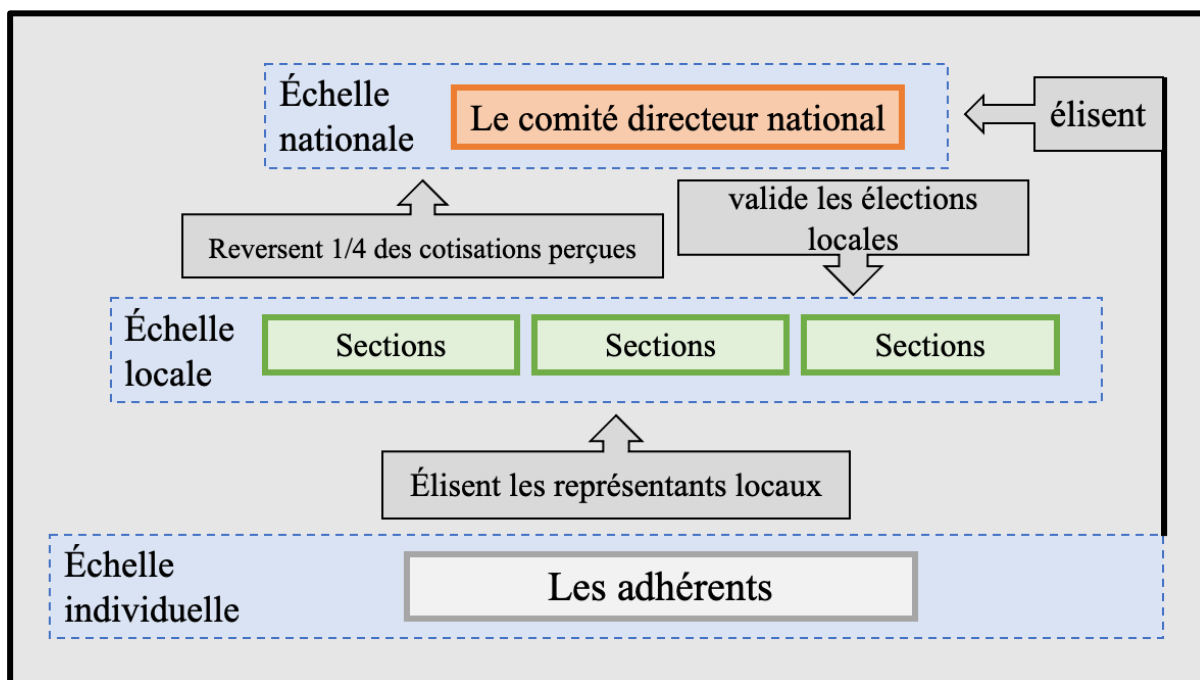 Échelle
nationale
Le comité directeur national
élisent
Reversent 1/4 des cotisations perçues
valide les élections
locales
Échelle
locale
Sections
Sections
Sections
Élisent les représentants locaux
Échelle
individuelle
Les adhérents